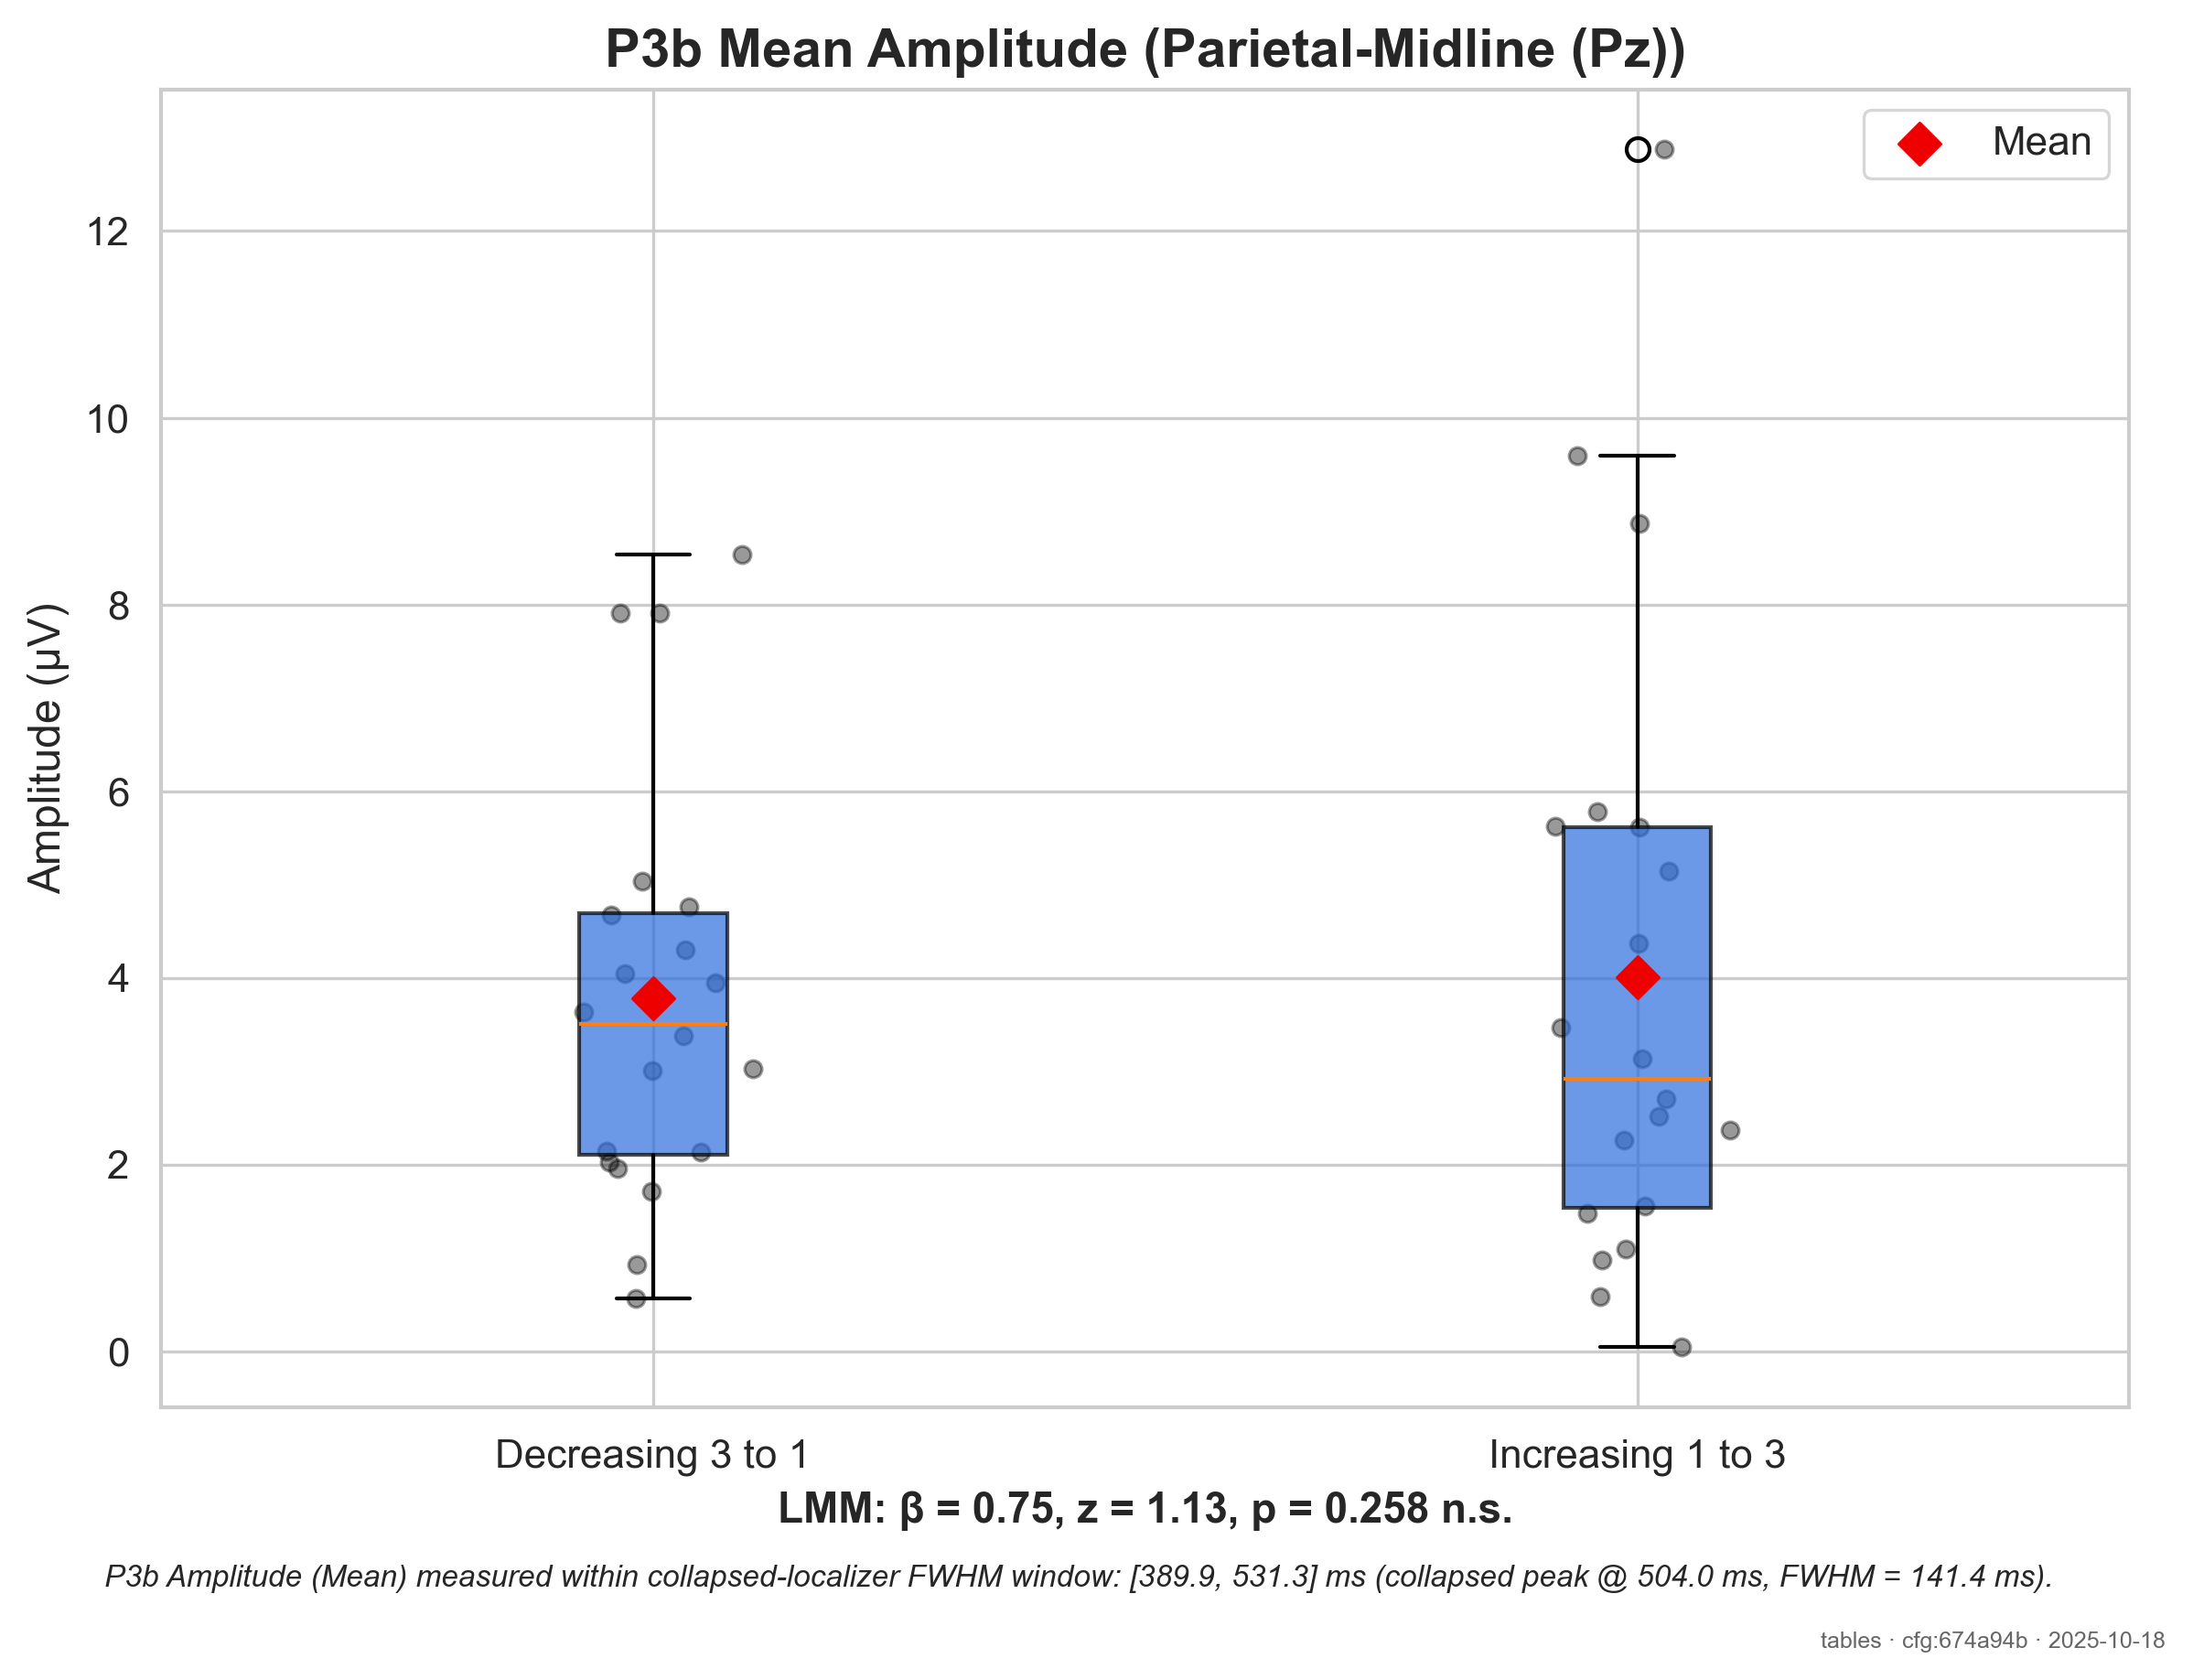 P3b Mean Amplitude (Parietal-Midline (Pz))
Mean
Amplitude (μV)
12
10
8
6
4
2
0
Decreasing 3 to 1
Increasing 1 to 3
LMM: β = 0.75, z = 1.13, p = 0.258 n.s.
P3b Amplitude (Mean) measured within collapsed-localizer FWHM window: [389.9, 531.3] ms (collapsed peak @ 504.0 ms, FWHM = 141.4 ms).
tables · cfg:674a94b · 2025-10-18